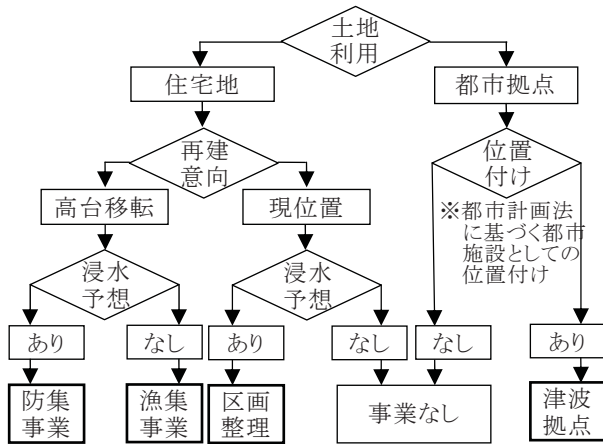 土地
利用
住宅地
都市拠点
再建
意向
位置
付け
高台移転
現位置
※都市計画法
に基づく都市
施設としての
位置付け
浸水
予想
浸水
予想
あり
なし
あり
なし
なし
あり
防集
事業
漁集
事業
区画
整理
事業なし
津波
拠点